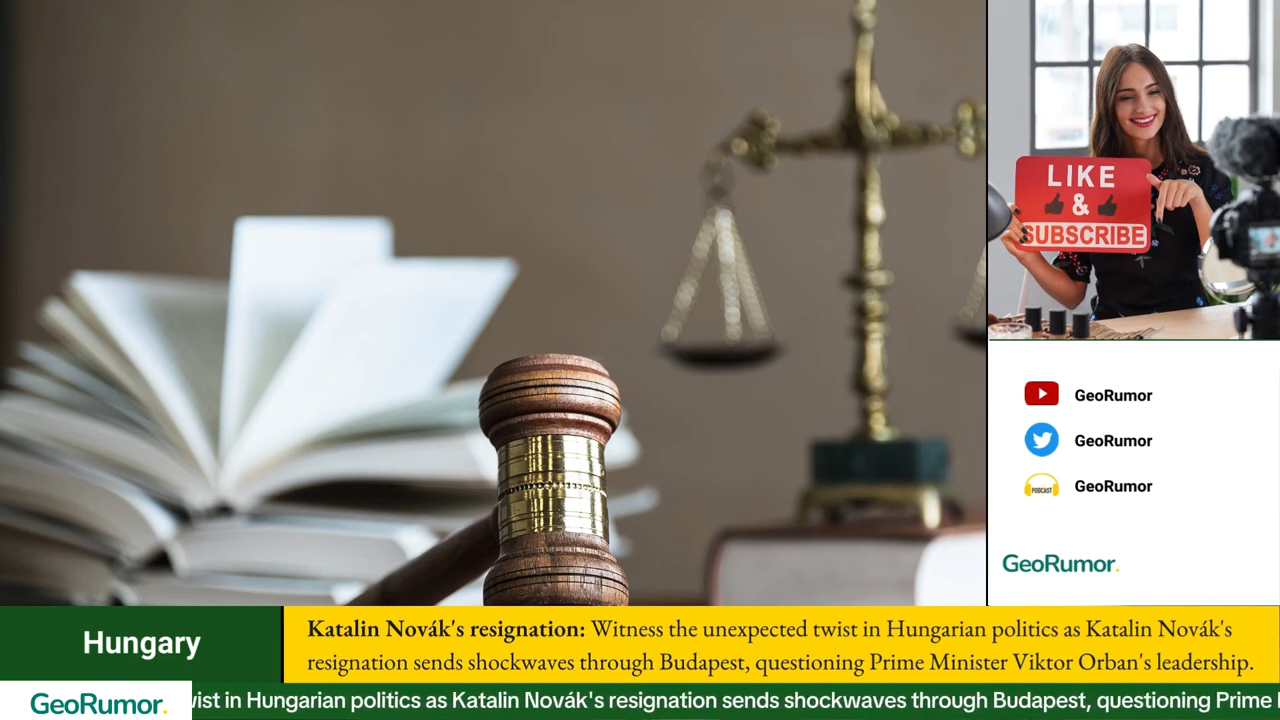 LIKE
&
SUBSCRIBE
GeoRumor
GeoRumor
PODCAST
GeoRumor
GeoRumor.
Hungary
Katalin Novák's resignation: Witness the unexpected twist in Hungarian politics as Katalin Novák's
resignation sends shockwaves through Budapest, questioning Prime Minister Viktor Orban's leadership.
GeoRumor.
wist in Hungarian politics as Katalin Novák's resignation sends shockwaves through Budapest, questioning Prime